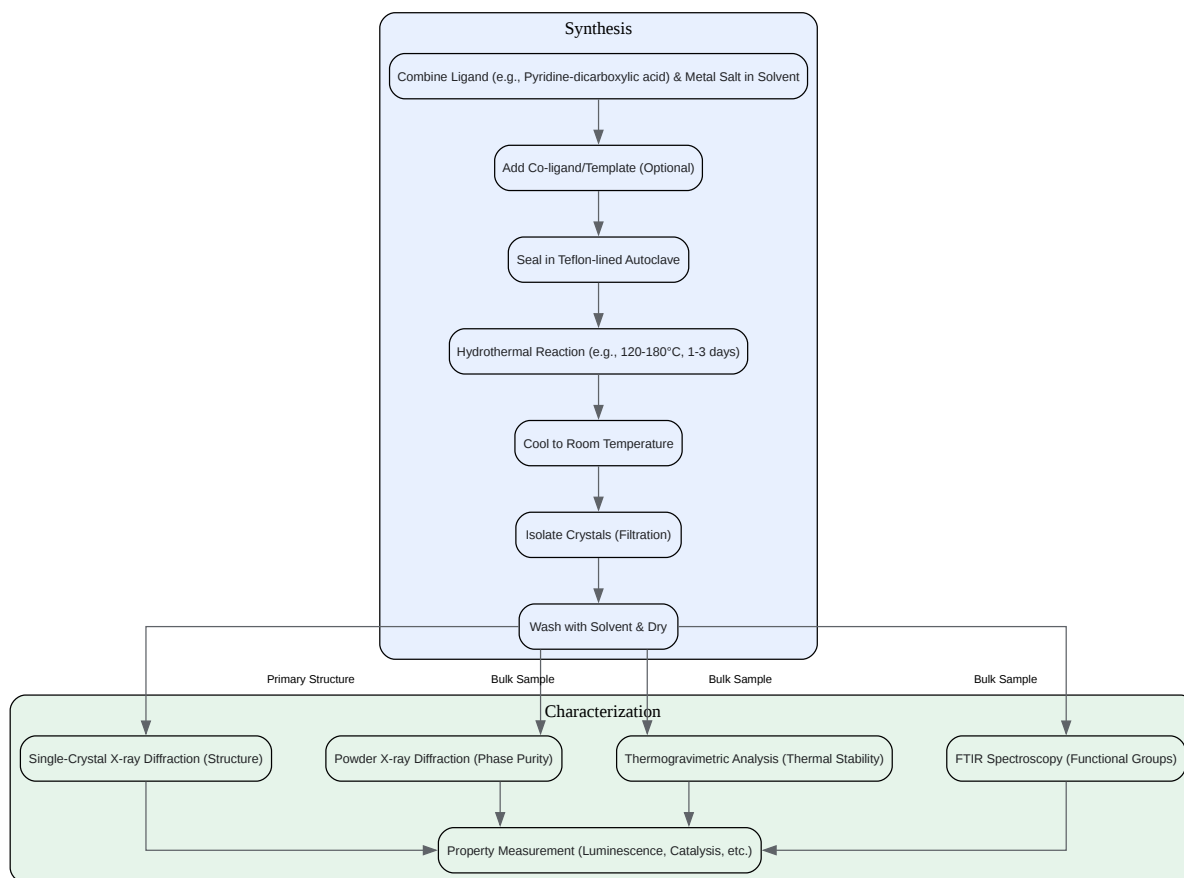 Synthesis
Combine Ligand (e.g., Pyridine-dicarboxylic acid) & Metal Salt in Solvent
Add Co-ligand/Template (Optional)
Seal in Teflon-lined Autoclave
Hydrothermal Reaction (e.g., 120-180°C, 1-3 days)
Cool to Room Temperature
Isolate Crystals (Filtration)
Wash with Solvent & Dry
Primary Structure
Bulk Sample
Bulk Sample
Bulk Sample
Characterization
Single-Crystal X-ray Diffraction (Structure)
Powder X-ray Diffraction (Phase Purity)
Thermogravimetric Analysis (Thermal Stability)
FTIR Spectroscopy (Functional Groups)
Property Measurement (Luminescence, Catalysis, etc.)